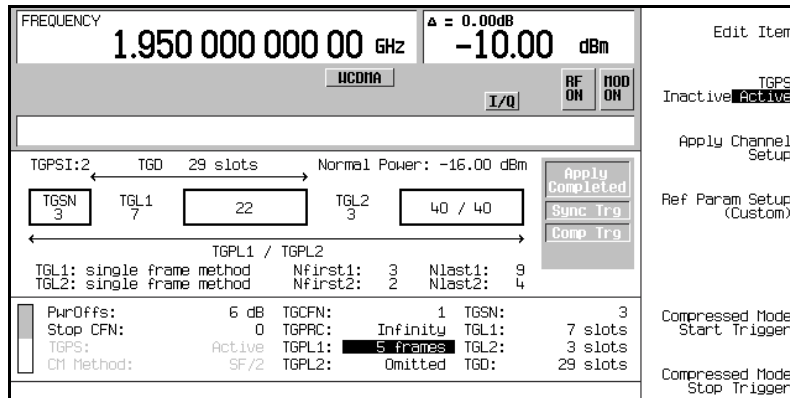 FREQUENCY
1.950 000 000 00 GHz
Δ = 0.00dB
-10.00 dBm
WCDMA
I/Q
RF ON
MOD ON
TGPSI:2 TGD 29 slots Normal Power: -16.00 dBm
TGSN 3
TGL1 7
22
TGL2 3
40 / 40
TGPL1 / TGPL2
Apply Completed
Sync Trg
Comp Trg
TGL1: single frame method Nfirst1: 3 Nlast1: 9
TGL2: single frame method Nfirst2: 2 Nlast2: 4
PwrOffs: 6 dB TGCFN: 1 TGSN: 3
Stop CFN: 0 TGPRC: Infinity TGL1: 7 slots
TGPS: Active TGPL1: 5 frames TGL2: 3 slots
CM Method: SF/2 TGPL2: Omitted TGD: 29 slots
Edit Item
TGPS
Inactive Active
Apply Channel
Setup
Ref Param Setup
(Custom)
Compressed Mode
Start Trigger
Compressed Mode
Stop Trigger